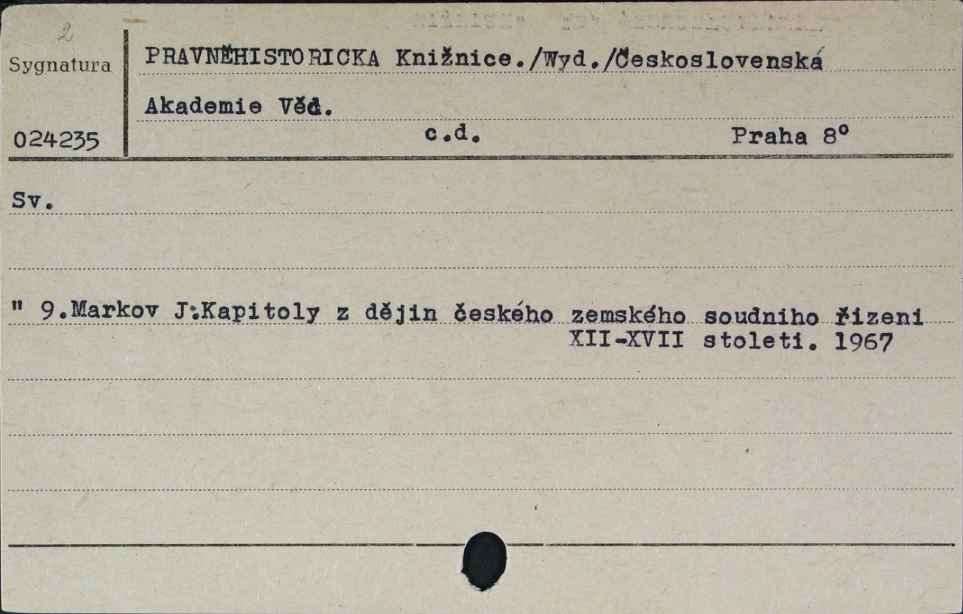 2
Sygnatura
PRAVNĚHISTORICKA Knižnice./Wyd./Československá
Akademie Věd.
024235
c.d.
Praha 8°
Sv.
" 9.Markov J.:Kapitoly z dějin českého zemského soudniho řizeni
XII-XVII stoleti. 1967